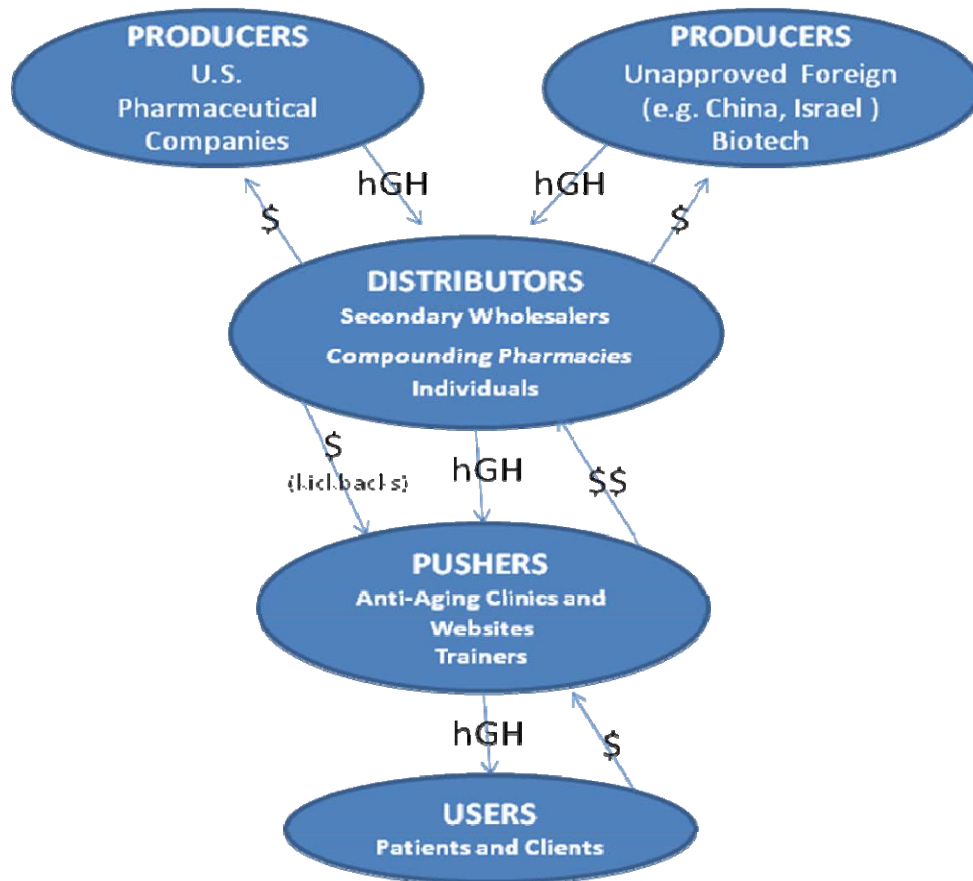 PRODUCERS
U.S.
Pharmaceutical
Companies
PRODUCERS
Unapproved Foreign
(e.g. China, Israel )
Biotech
hGH
hGH
$
$
DISTRIBUTORS
Secondary Wholesalers
Compounding Pharmacies
Individuals
$
(kickbacks)
hGH
$$
PUSHERS
Anti-Aging Clinics and
Websites
Trainers
hGH
$
USERS
Patients and Clients